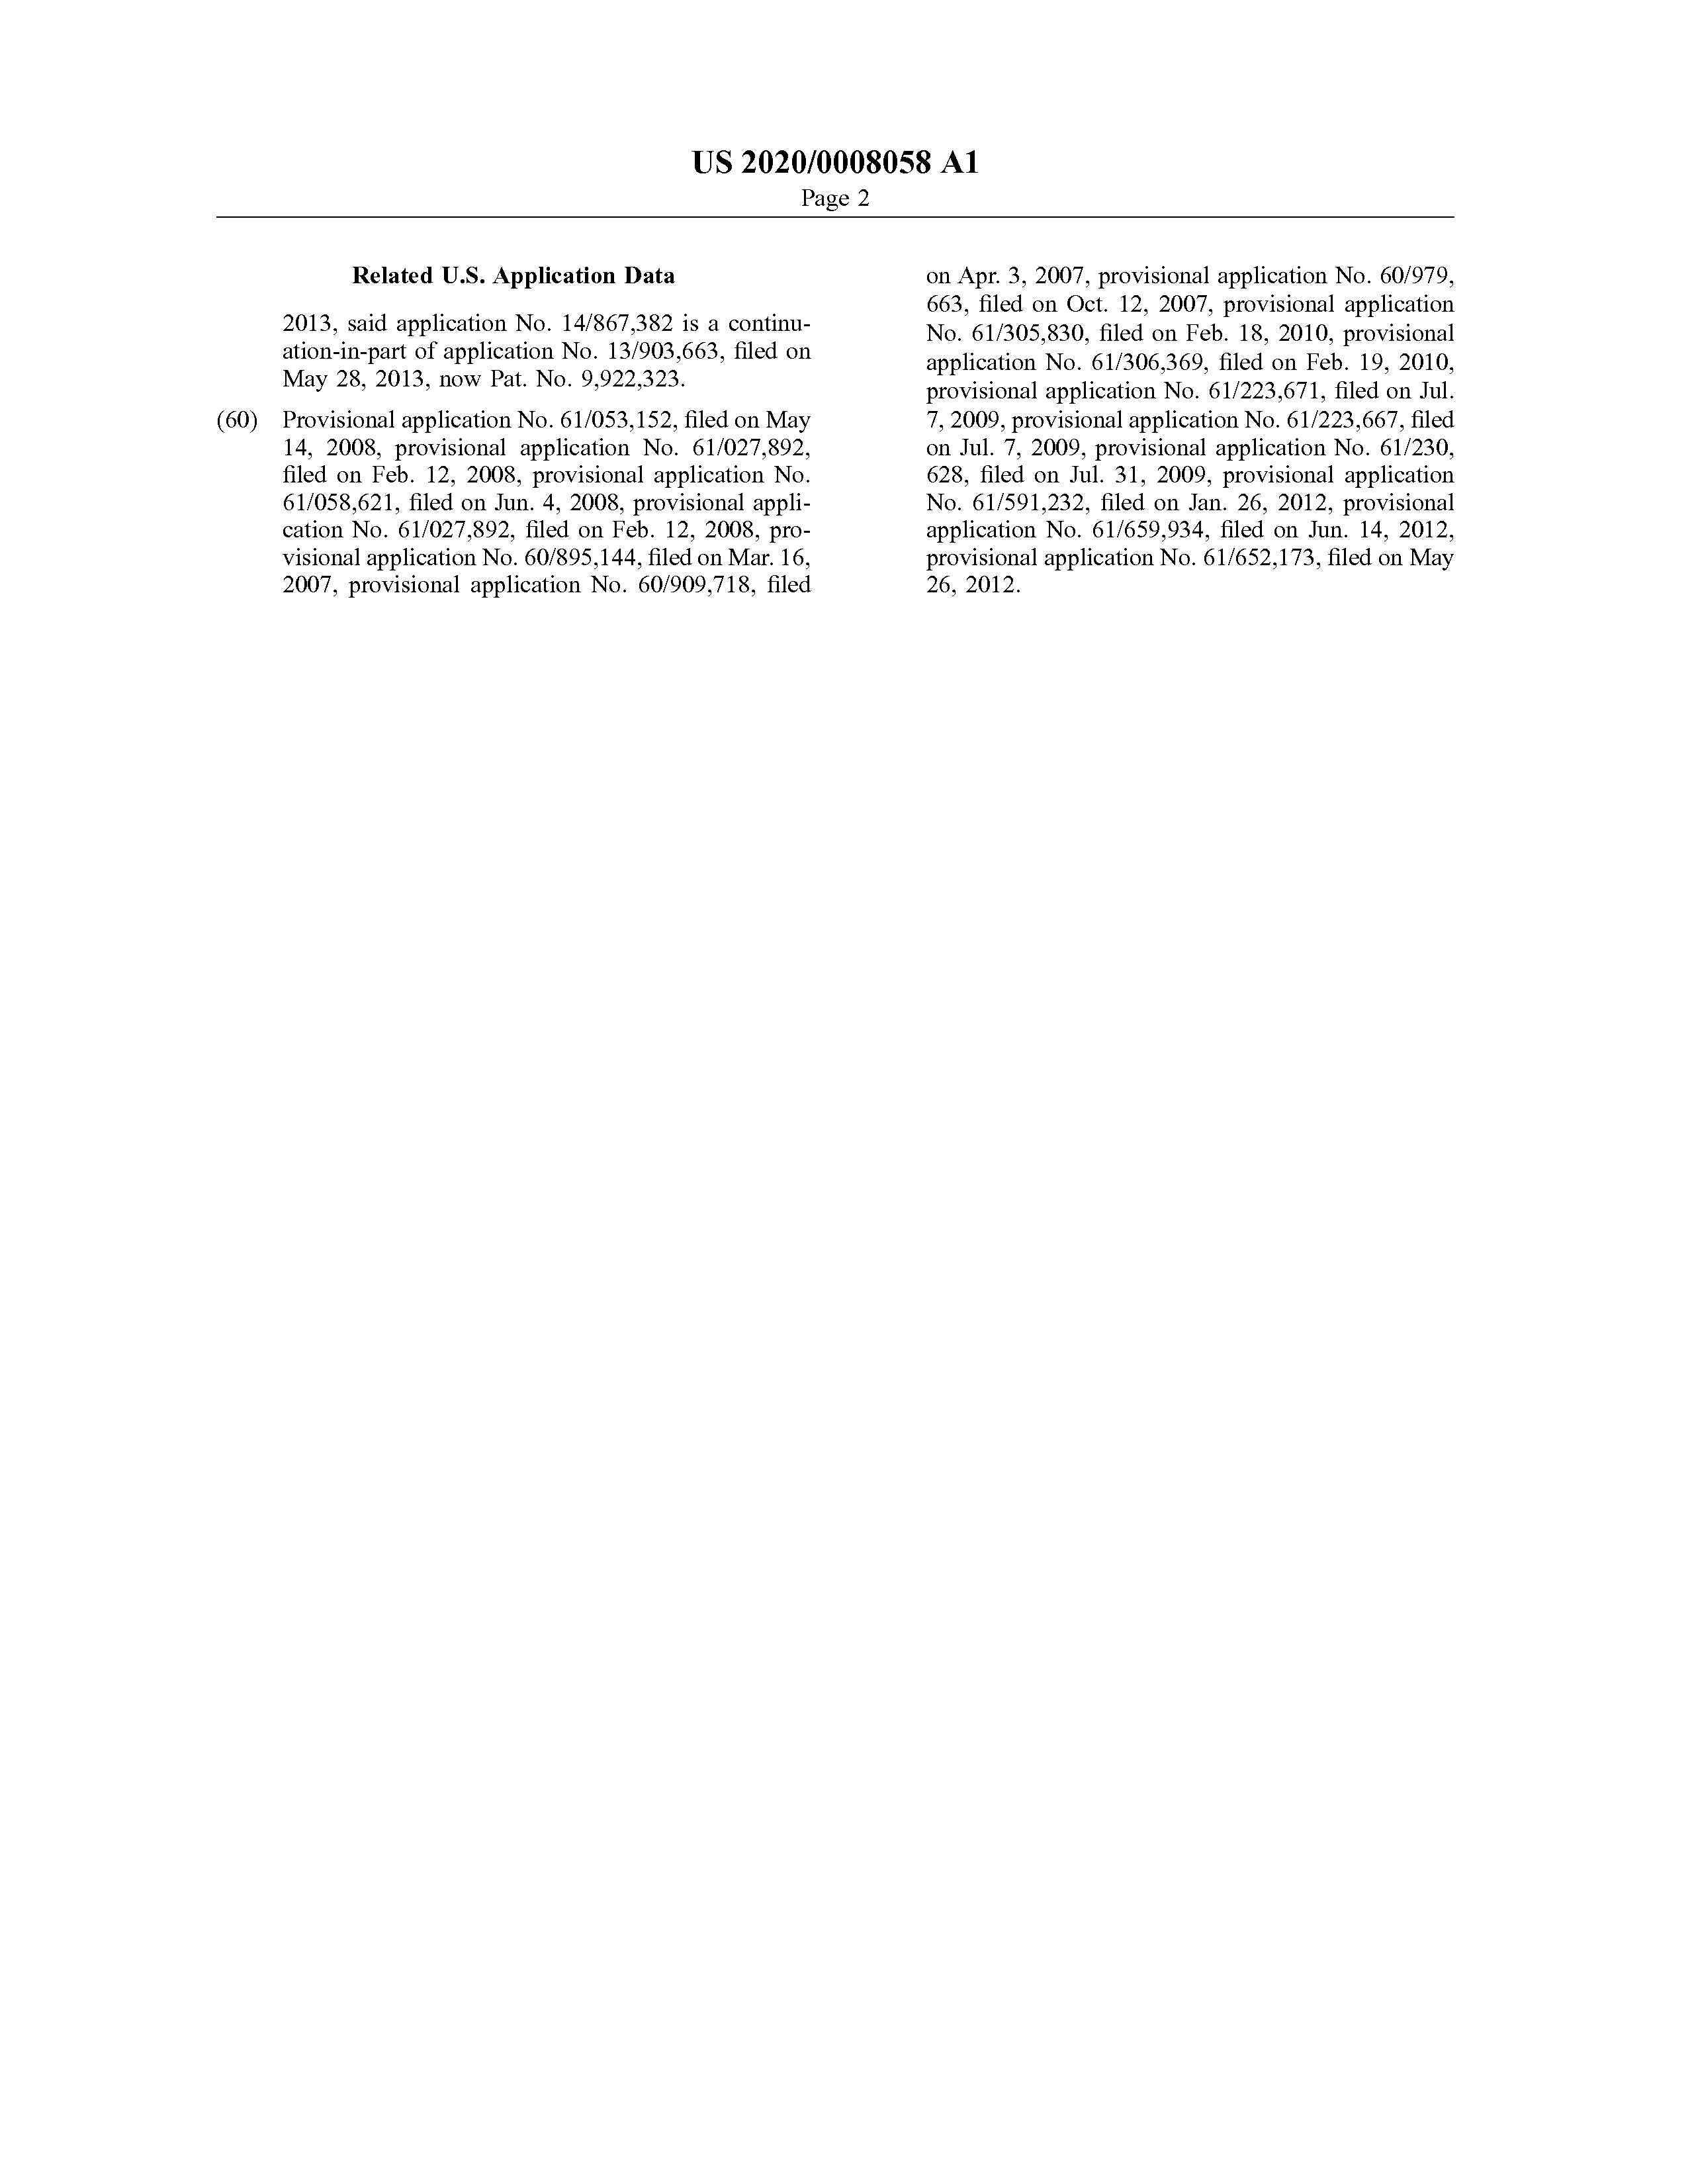 US 2020/0008058 A1
Page 2
Related U.S. Application Data
2013, said application No. 14/867,382 is a continu-
ation-in-part of application No. 13/903,663, filed on
May 28, 2013, now Pat. No. 9,922,323.
(60) Provisional application No. 61/053,152, filed on May
14, 2008, provisional application No. 61/027,892,
filed on Feb. 12, 2008, provisional application No.
61/058,621, filed on Jun. 4, 2008, provisional appli-
cation No. 61/027,892, filed on Feb. 12, 2008, pro-
visional application No. 60/895,144, filed on Mar. 16,
2007, provisional application No. 60/909,718, filed
on Apr. 3, 2007, provisional application No. 60/979,
663, filed on Oct. 12, 2007, provisional application
No. 61/305,830, filed on Feb. 18, 2010, provisional
application No. 61/306,369, filed on Feb. 19, 2010,
provisional application No. 61/223,671, filed on Jul.
7, 2009, provisional application No. 61/223,667, filed
on Jul. 7, 2009, provisional application No. 61/230,
628, filed on Jul. 31, 2009, provisional application
No. 61/591,232, filed on Jan. 26, 2012, provisional
application No. 61/659,934, filed on Jun. 14, 2012,
provisional application No. 61/652,173, filed on May
26, 2012.